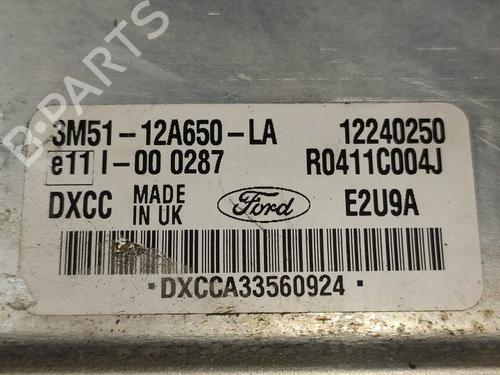 B-PARTS
3M51-12A650-LA 12240250
e11 I-00 0287 R0411C004J
DXCC MADE IN UK Ford E2U9A
·DXCCA33560924·